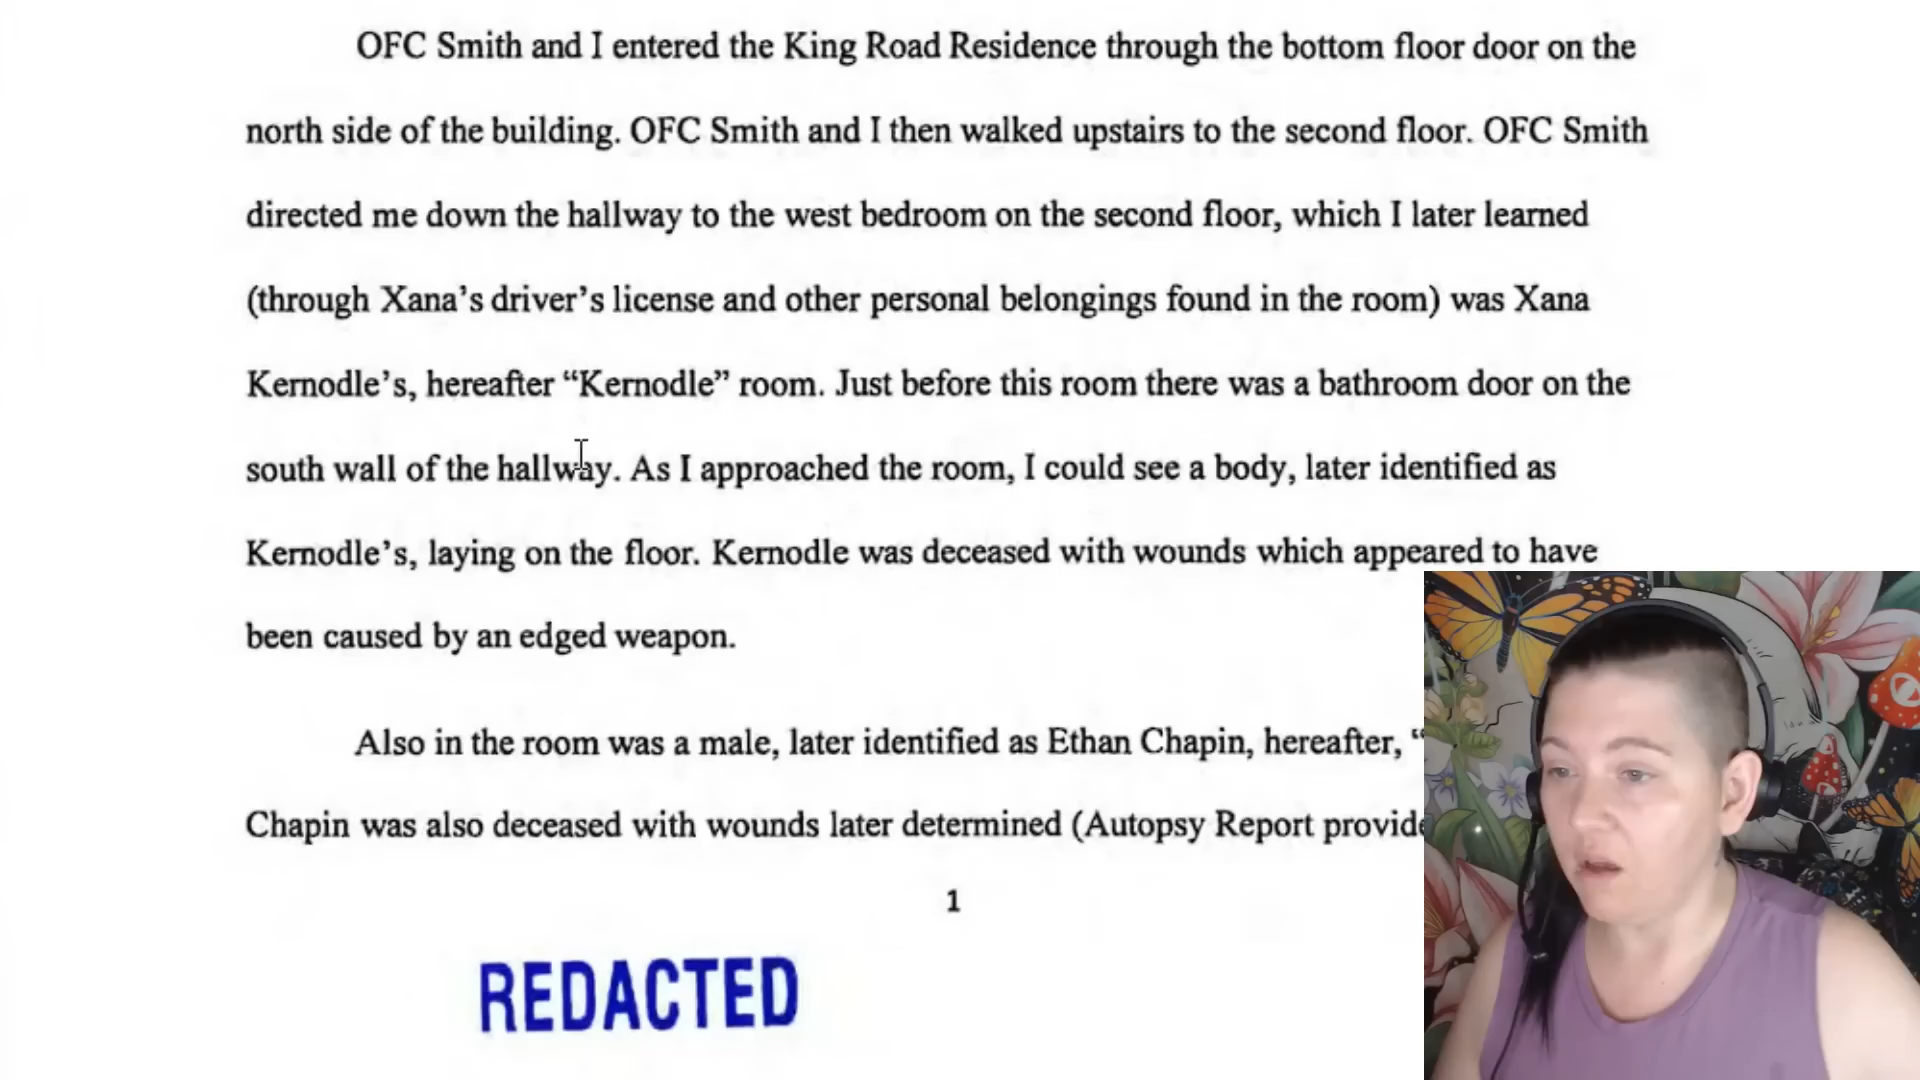 OFC Smith and I entered the King Road Residence through the bottom floor door on the
north side of the building. OFC Smith and I then walked upstairs to the second floor. OFC Smith
directed me down the hallway to the west bedroom on the second floor, which I later learned
(through Xana’s driver’s license and other personal belongings found in the room) was Xana
Kernodle’s, hereafter “Kernodle” room. Just before this room there was a bathroom door on the
south wall of the hallway. As I approached the room, I could see a body, later identified as
Kernodle’s, laying on the floor. Kernodle was deceased with wounds which appeared to have
been caused by an edged weapon.
Also in the room was a male, later identified as Ethan Chapin, hereafter, “
Chapin was also deceased with wounds later determined (Autopsy Report
1
REDACTED